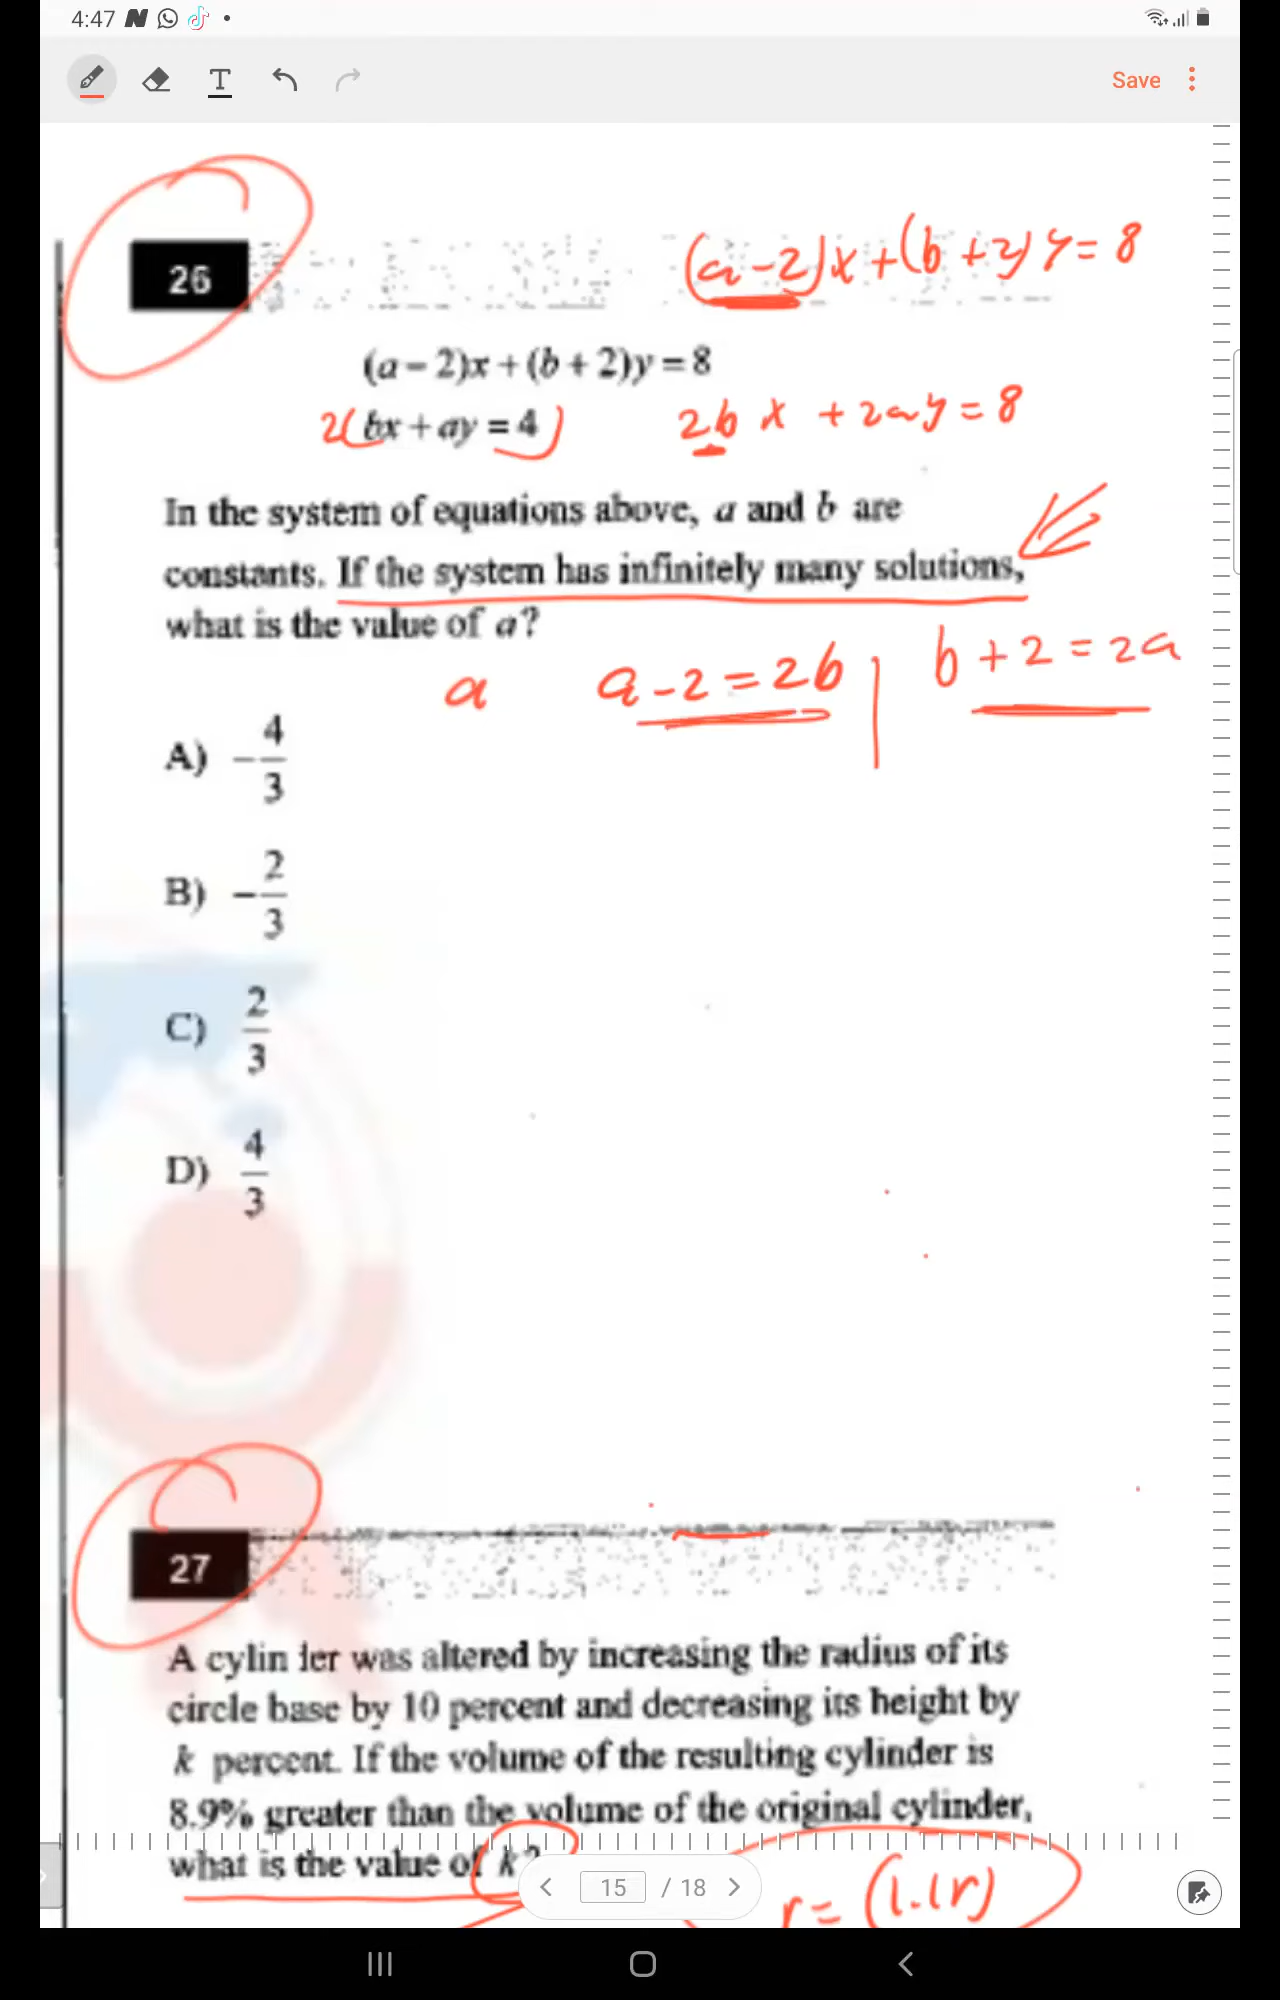 4:47
T
Save
26
(a-2)x+(b+2)y=8
(a-2)x+(b+2)y=8
2(bx+ay=4)
2bx+2ay=8
In the system of equations above, a and b are
constants. If the system has infinitely many solutions,
what is the value of a?
a
a-2=2b
b+2=2a
A) -4/3
B) -2/3
C) 2/3
D) 4/3
27
A cylin er was altered by increasing the radius of its
circle base by 10 percent and decreasing its height by
k percent. If the volume of the resulting cylinder is
8.9% greater than the volume of the original cylinder,
what is the value of k?
15 / 18
r=(1.1r)